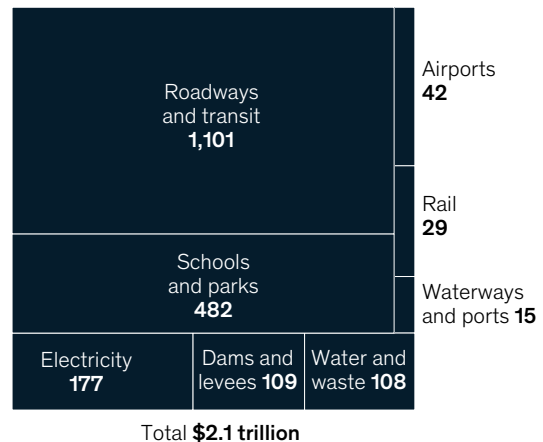 Roadways
and transit
1,101
Airports
42
Rail
29
Schools
and parks
482
Waterways
and ports 15
Electricity
177
Dams and
levees 109
Water and
waste 108
Total $2.1 trillion